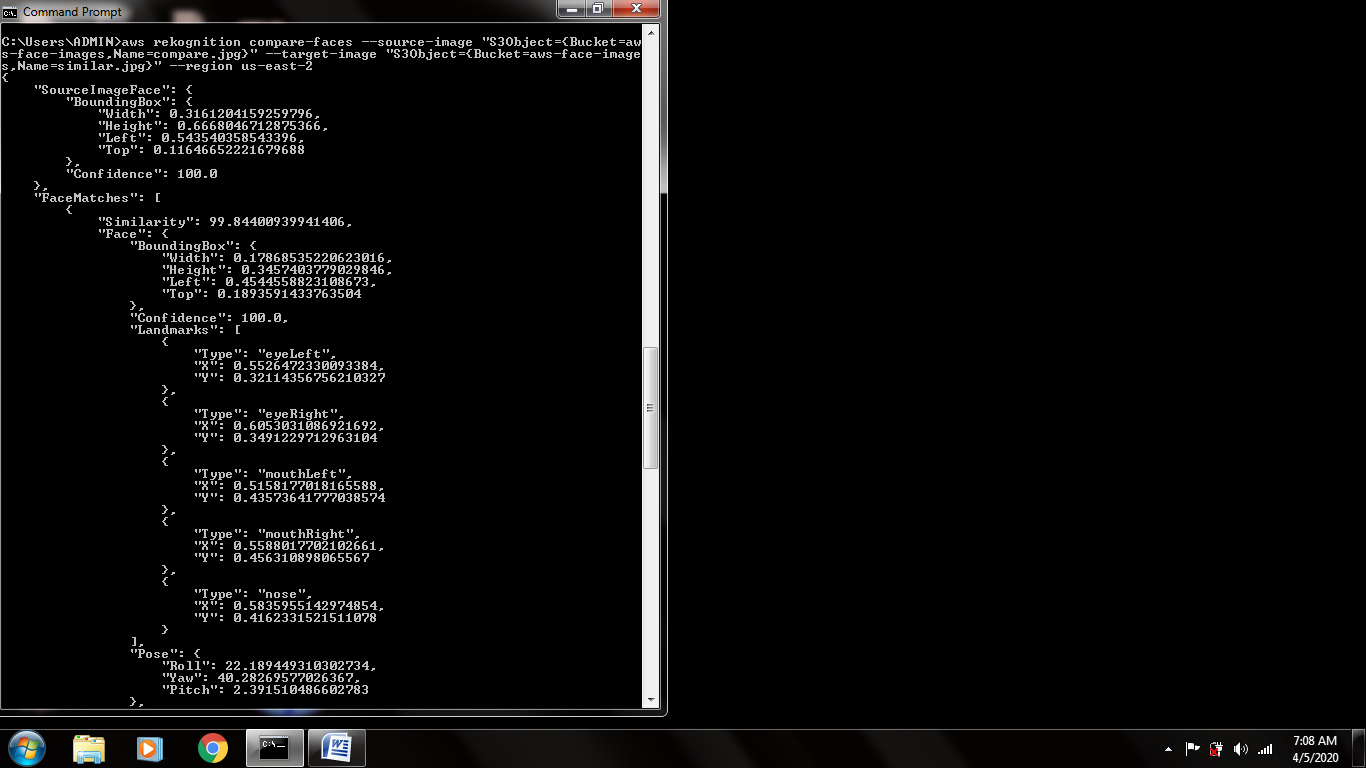 Command Prompt
C:\Users\ADMIN>aws rekognition compare-faces --source-image "S3Object={Bucket=aw
s-face-images,Name=compare.jpg}" --target-image "S3Object={Bucket=aws-face-image
s,Name=similar.jpg}" --region us-east-2
{
"SourceImageFace": {
"BoundingBox": {
"Width": 0.3161204159259796,
"Height": 0.6668046712875366,
"Left": 0.543540358543396,
"Top": 0.11646652221679688
},
"Confidence": 100.0
},
"FaceMatches": [
{
"Similarity": 99.84400939941406,
"Face": {
"BoundingBox": {
"Width": 0.17868535220623016,
"Height": 0.3457403779029846,
"Left": 0.4544558823108673,
"Top": 0.1893591433763504
},
"Confidence": 100.0,
"Landmarks": [
{
"Type": "eyeLeft",
"X": 0.5526472330093384,
"Y": 0.32114356756210327
},
{
"Type": "eyeRight",
"X": 0.6053031086921692,
"Y": 0.3491229712963104
},
{
"Type": "mouthLeft",
"X": 0.5158177018165588,
"Y": 0.43573641777038574
},
{
"Type": "mouthRight",
"X": 0.5588017702102661,
"Y": 0.456310898065567
},
{
"Type": "nose",
"X": 0.5835955142974854,
"Y": 0.4162331521511078
}
],
"Pose": {
"Roll": 22.189449310302734,
"Yaw": 40.28269577026367,
"Pitch": 2.391510486602783
},
7:08 AM
4/5/2020